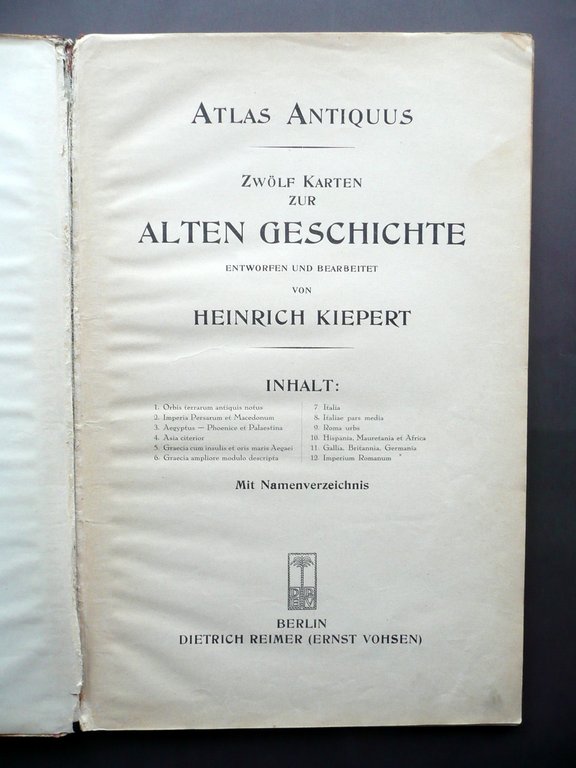 ATLAS ANTIQUUS
ZWÖLF KARTEN
ZUR
ALTEN GESCHICHTE
ENTWORFEN UND BEARBEITET
VON
HEINRICH KIEPERT
INHALT:
1. Orbis terrarum antiquis notus
2. Imperia Persarum et Macedonum
3. Aegyptus — Phoenice et Palaestina
4. Asia citerior
5. Graecia cum insulis et oris maris Aegaei
6. Graecia ampliore modulo descripta
7 Italia
8. Italiae pars media
9. Roma urbs
10. Hispania, Mauretania et Africa
11. Gallia, Britannia, Germania
12. Imperium Romanum
Mit Namenverzeichnis
BERLIN
DIETRICH REIMER (ERNST VOHSEN)